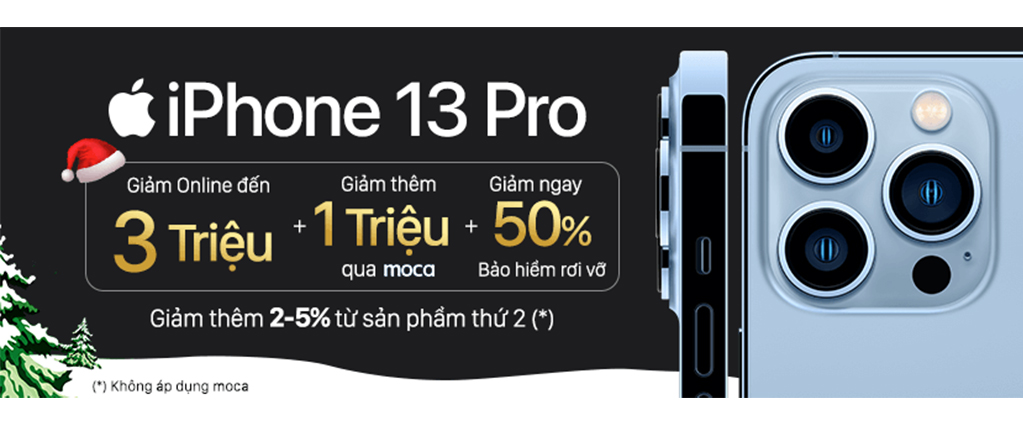 iPhone 13 Pro
Giảm Online đến
3 Triệu
+
Giảm thêm
1 Triệu
qua moca
+
Giảm ngay
50%
Bảo hiểm rơi vỡ
Giảm thêm 2-5% từ sản phẩm thứ 2 (*)
(*) Không áp dụng moca